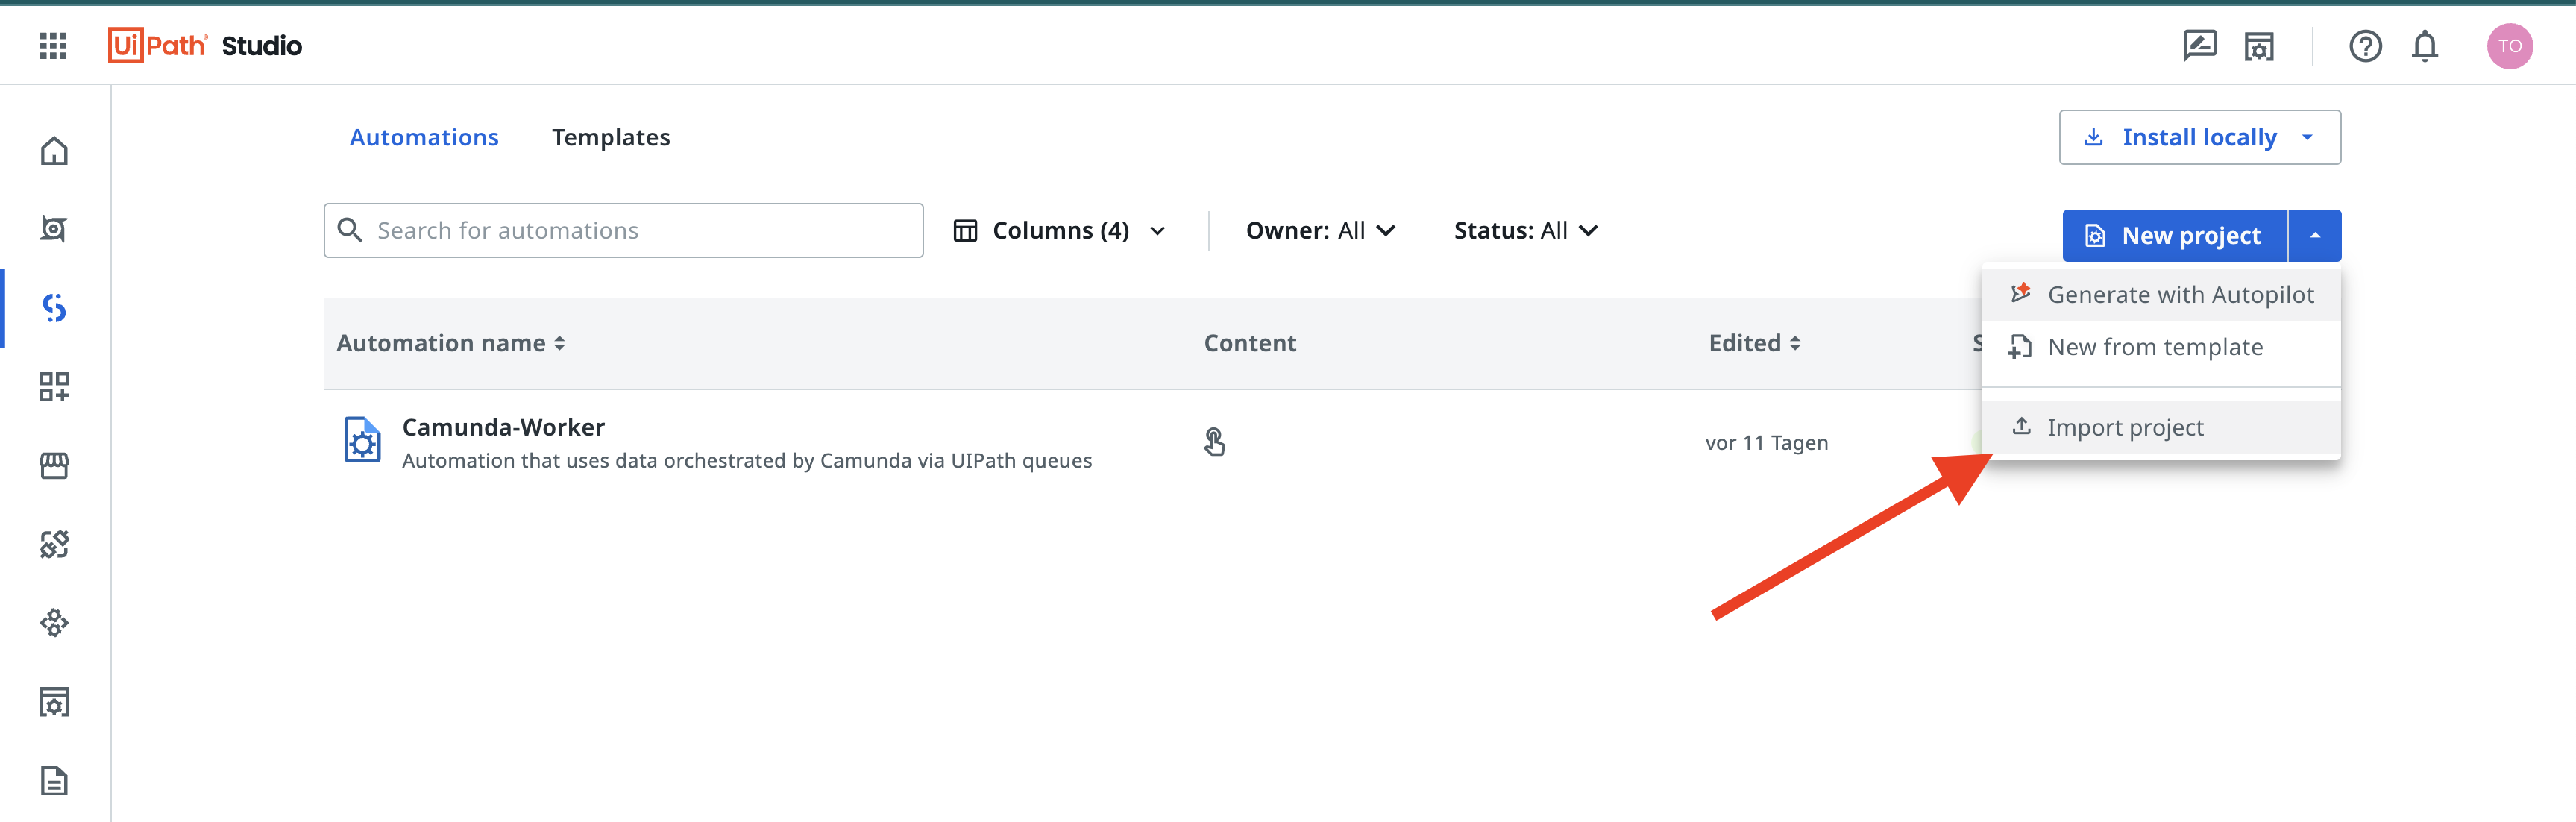 UiPath® Studio
TO
Automations
Templates
Install locally
Search for automations
Columns (4)
Owner: All
Status: All
New project
Generate with Autopilot
New from template
Import project
Automation name
Content
Edited
S
Camunda-Worker
Automation that uses data orchestrated by Camunda via UIPath queues
vor 11 Tagen